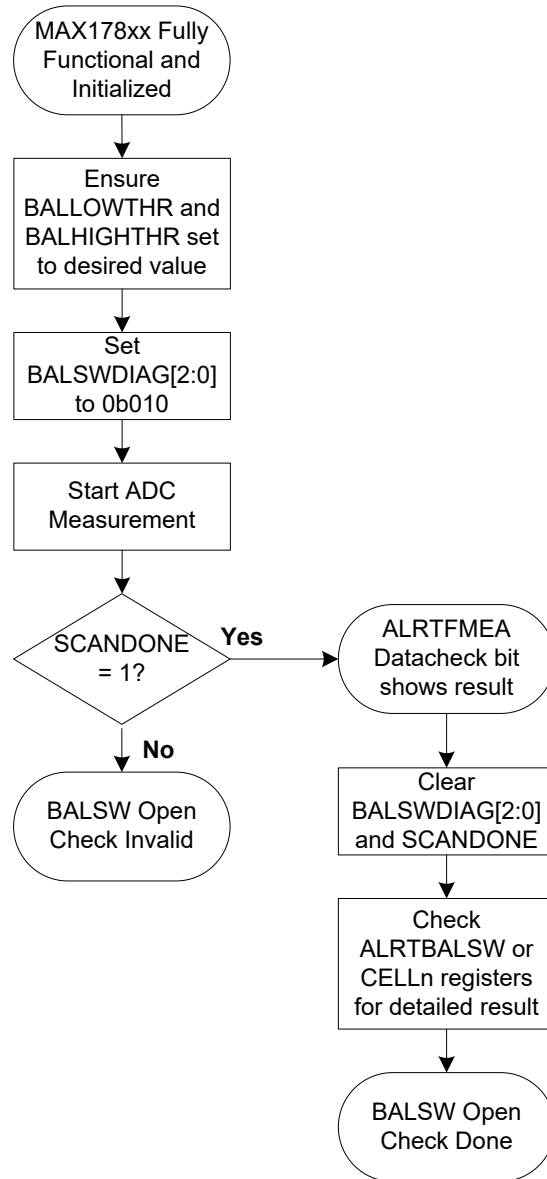 MAX178xx Fully
Functional and
Initialized
Ensure
BALLOWTHR and
BALHIGHTHR set
to desired value
Set
BALSWDIAG[2:0]
to 0b010
Start ADC
Measurement
SCANDONE
= 1?
Yes
No
BALSW Open
Check Invalid
ALRTFMEA
Datacheck bit
shows result
Clear
BALSWDIAG[2:0]
and SCANDONE
Check
ALRTBALSW or
CELLn registers
for detailed result
BALSW Open
Check Done